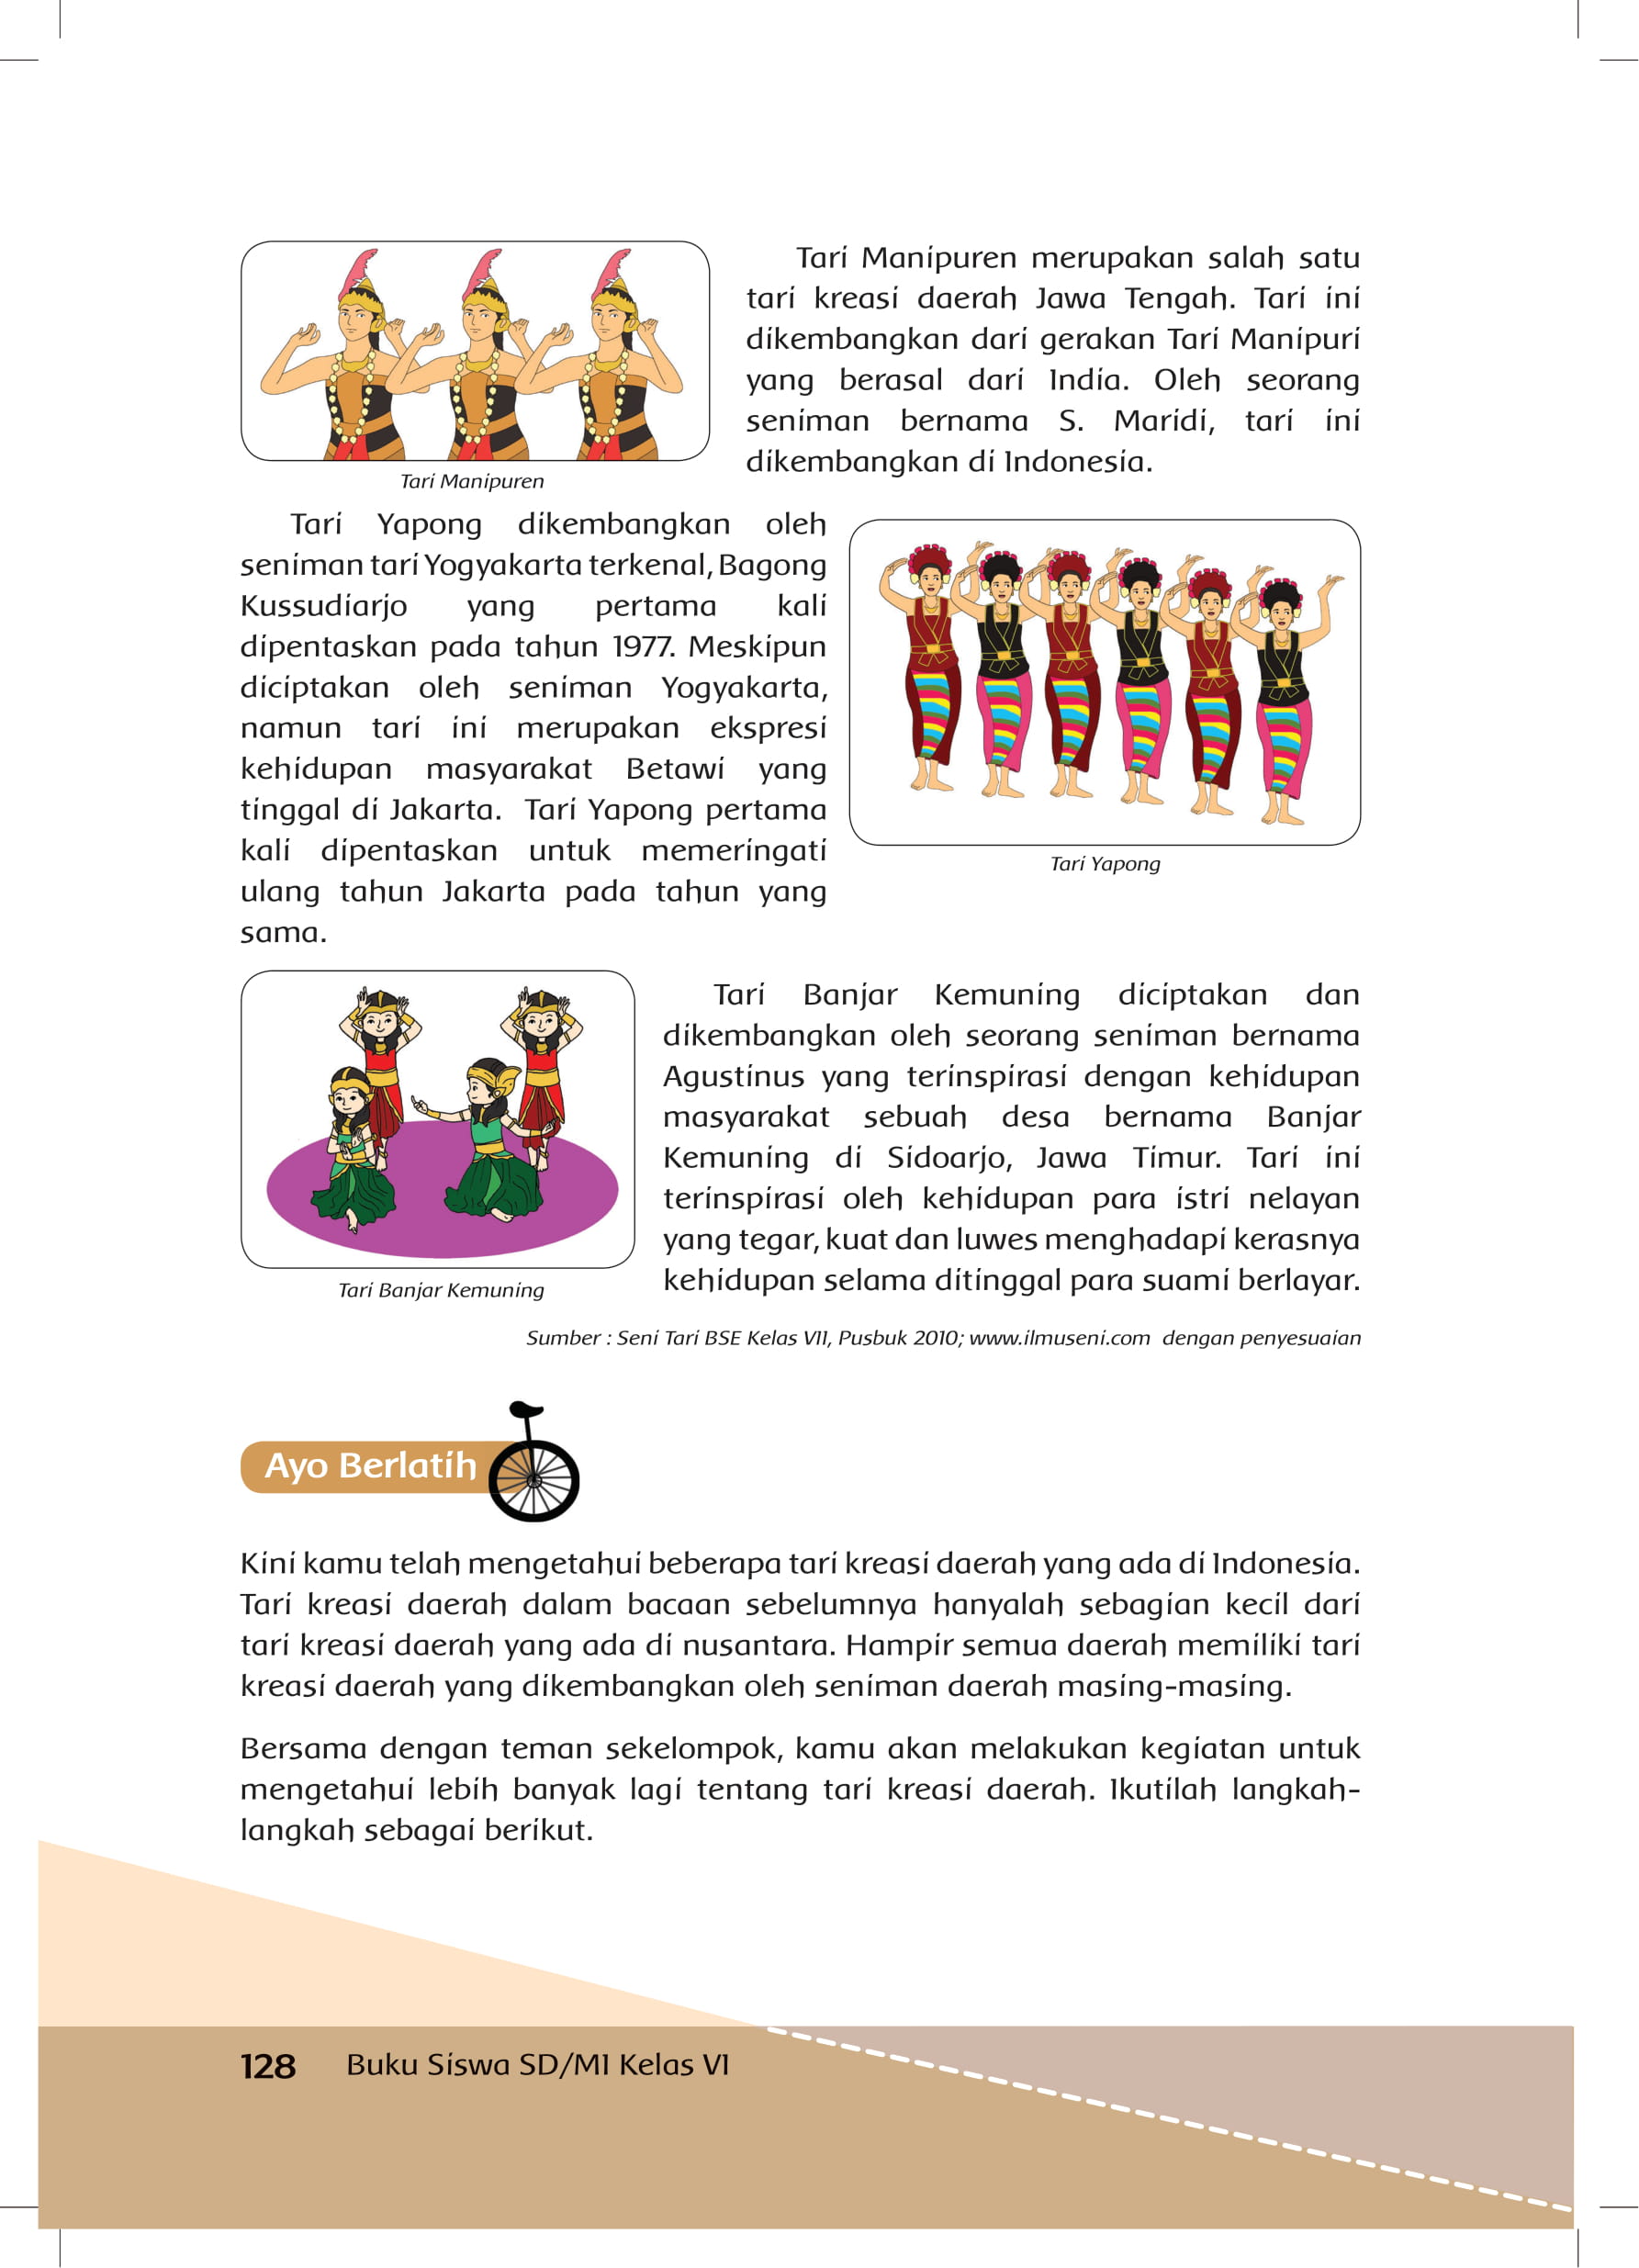 Tari Manipuren merupakan salah satu
tari kreasi daerah Jawa Tengah. Tari ini
dikembangkan dari gerakan Tari Manipuri
yang berasal dari India. Oleh seorang
seniman bernama S. Maridi, tari ini
dikembangkan di Indonesia.
Tari Manipuren
Tari Yapong dikembangkan oleh
seniman tari Yogyakarta terkenal, Bagong
Kussudiarjo yang pertama kali
dipentaskan pada tahun 1977. Meskipun
diciptakan oleh seniman Yogyakarta,
namun tari ini merupakan ekspresi
kehidupan masyarakat Betawi yang
tinggal di Jakarta. Tari Yapong pertama
kali dipentaskan untuk memeringati
ulang tahun Jakarta pada tahun yang
sama.
Tari Yapong
Tari Banjar Kemuning diciptakan dan
dikembangkan oleh seorang seniman bernama
Agustinus yang terinspirasi dengan kehidupan
masyarakat sebuah desa bernama Banjar
Kemuning di Sidoarjo, Jawa Timur. Tari ini
terinspirasi oleh kehidupan para istri nelayan
yang tegar, kuat dan luwes menghadapi kerasnya
kehidupan selama ditinggal para suami berlayar.
Tari Banjar Kemuning
Sumber : Seni Tari BSE Kelas VII, Pusbuk 2010; www.ilmuseni.com dengan penyesuaian
Ayo Berlatih
Kini kamu telah mengetahui beberapa tari kreasi daerah yang ada di Indonesia.
Tari kreasi daerah dalam bacaan sebelumnya hanyalah sebagian kecil dari
tari kreasi daerah yang ada di nusantara. Hampir semua daerah memiliki tari
kreasi daerah yang dikembangkan oleh seniman daerah masing-masing.
Bersama dengan teman sekelompok, kamu akan melakukan kegiatan untuk
mengetahui lebih banyak lagi tentang tari kreasi daerah. Ikutilah langkah-
langkah sebagai berikut.
128 Buku Siswa SD/MI Kelas VI